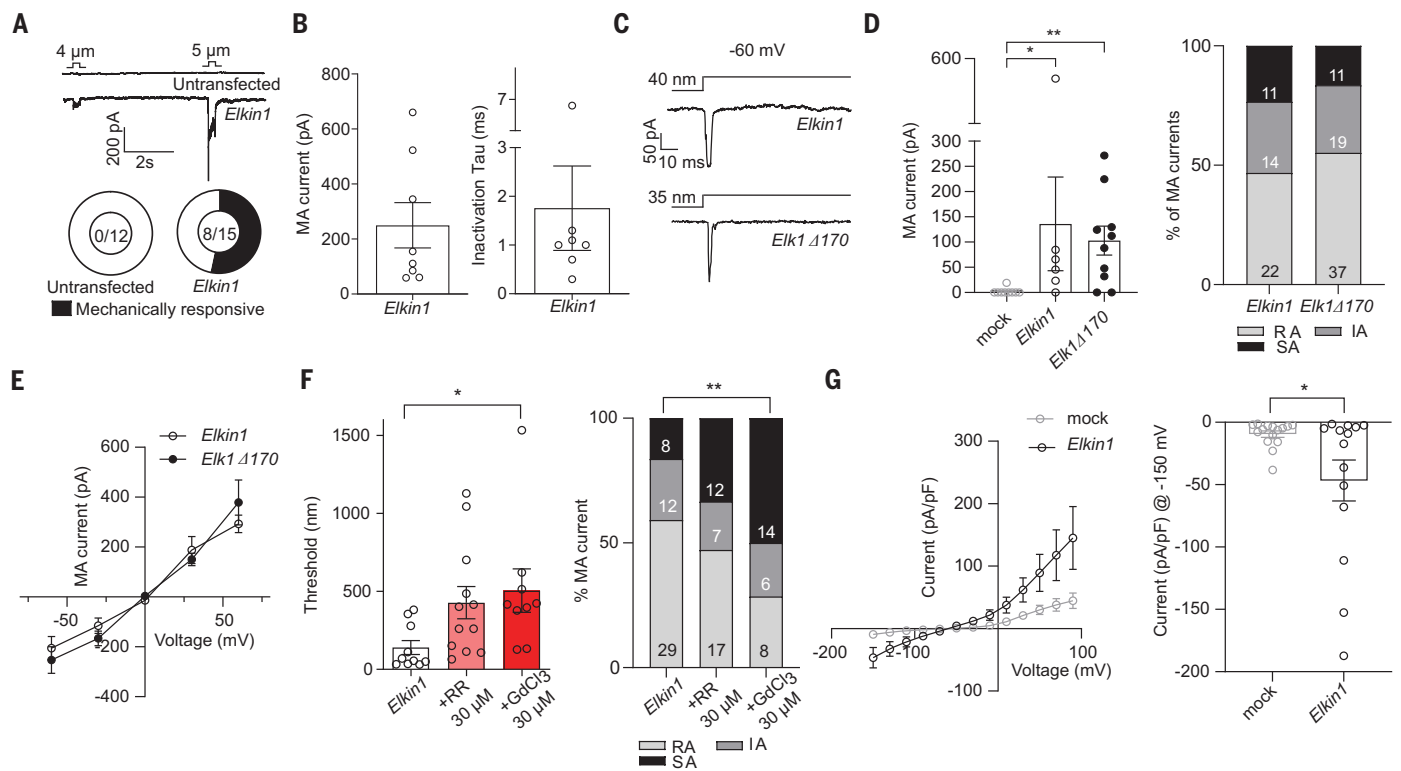 A
4 µm
5 µm
Untransfected
Elkin1
200 pA
2s
0/12
8/15
Untransfected
Elkin1
Mechanically responsive
B
MA current (pA)
800
600
400
200
0
Elkin1
Inactivation Tau (ms)
7
3
2
1
0
Elkin1
C
-60 mV
40 nm
Elkin1
50 pA
10 ms
35 nm
Elk1 Δ170
D
**
*
MA current (pA)
600
300
250
200
150
100
50
0
mock
Elkin1
Elk1Δ170
% of MA currents
100
50
0
11
14
22
11
19
37
Elkin1
Elk1Δ170
RA
IA
SA
E
Elkin1
Elk1 Δ170
MA current (pA)
600
400
200
-200
-400
-50
50
Voltage (mV)
F
*
Threshold (nm)
1500
1000
500
0
Elkin1
+RR
30 µM
+GdCl3
30 µM
**
% MA current
100
50
0
8
12
29
12
7
17
14
6
8
Elkin1
+RR
30 µM
+GdCl3
30 µM
RA
IA
SA
G
mock
Elkin1
Current (pA/pF)
300
200
100
-100
-200
-100
100
Voltage (mV)
*
Current (pA/pF) @ -150 mV
0
-50
-100
-150
-200
mock
Elkin1